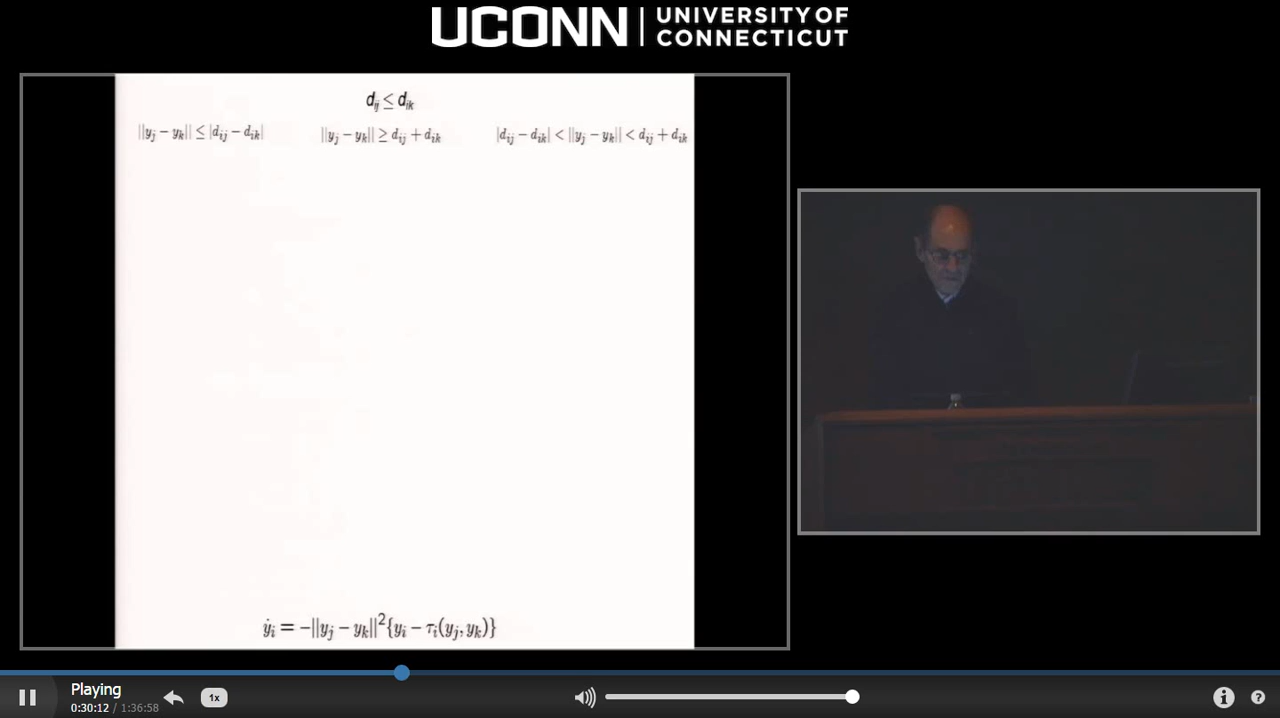 UCONN | UNIVERSITY OF CONNECTICUT
d_ij ≤ d_ik
||y_j − y_k|| ≤ |d_ij − d_ik|
||y_j − y_k|| ≥ d_ij + d_ik
|d_ij − d_ik| < ||y_j − y_k|| < d_ij + d_ik
ẏ_i = −||y_j − y_k||²{y_i − τ_i(y_j, y_k)}
Playing
1x
0:30:12 / 1:36:58